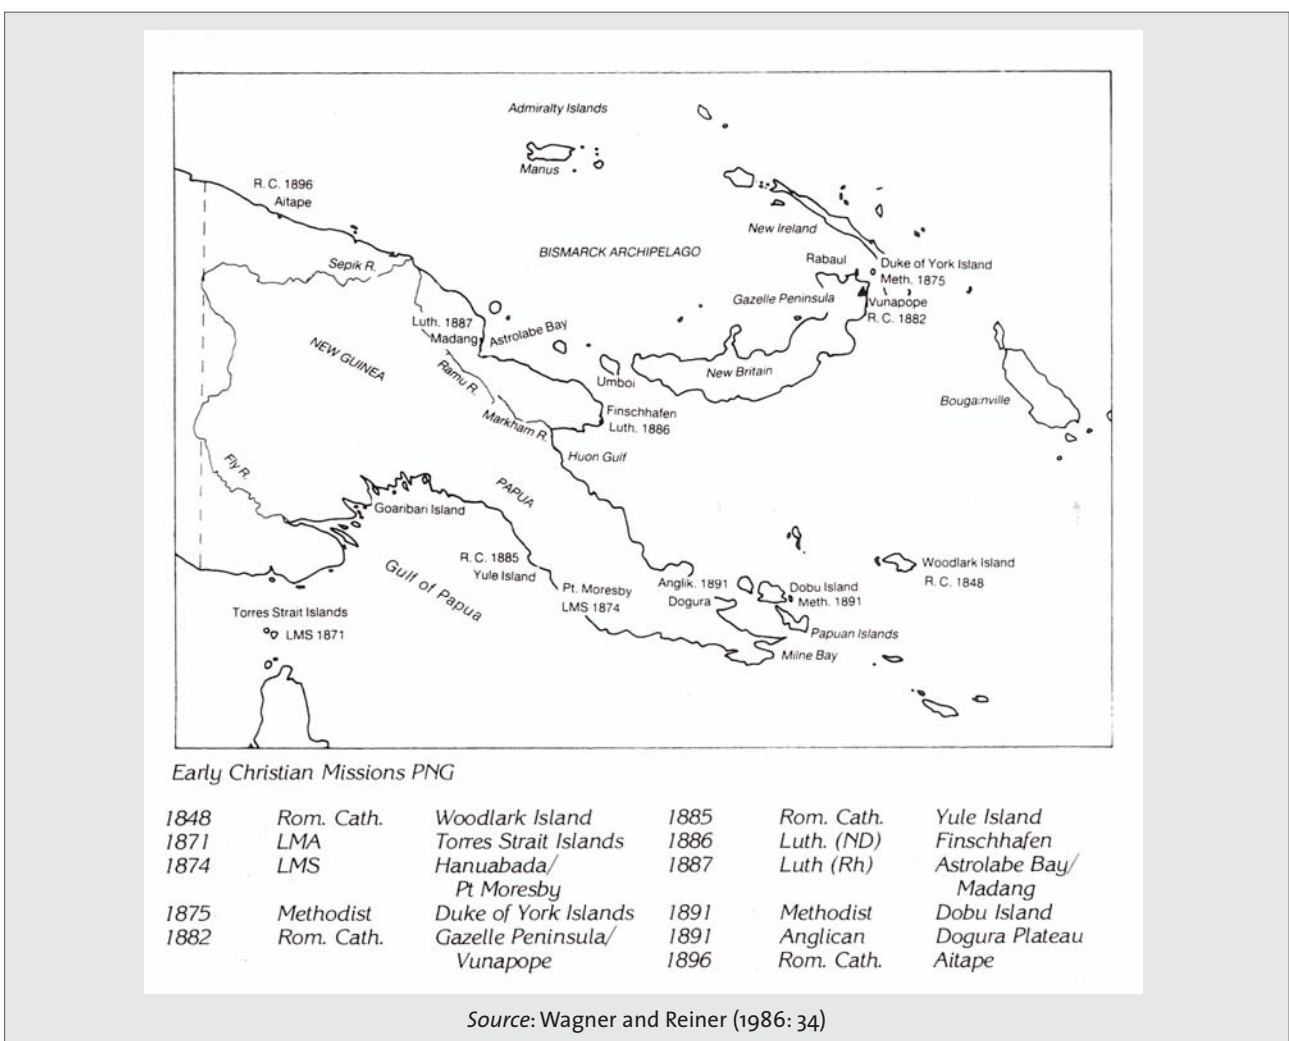 Admiralty Islands
Manus
R. C. 1896
Aitape
New Ireland
BISMARCK ARCHIPELAGO
Sepik R.
Rabaul
Duke of York Island
Meth. 1875
Gazelle Peninsula
Vunapope
R. C. 1882
Luth. 1887
Madang
Astrolabe Bay
NEW GUINEA
Ramu R.
Umboi
New Britain
Bougainville
Finschhafen
Luth. 1886
Markham R.
Huon Gulf
Fly R.
PAPUA
Goaribari Island
R. C. 1885
Yule Island
Gulf of Papua
Pt. Moresby
LMS 1874
Anglik. 1891
Dogura
Dobu Island
Meth. 1891
Woodlark Island
R. C. 1848
Torres Strait Islands
LMS 1871
Papuan Islands
Milne Bay
Early Christian Missions PNG
1848 Rom. Cath. Woodlark Island 1885 Rom. Cath. Yule Island
1871 LMA Torres Strait Islands 1886 Luth. (ND) Finschhafen
1874 LMS Hanuabada/ 1887 Luth (Rh) Astrolabe Bay/
Pt Moresby Madang
1875 Methodist Duke of York Islands 1891 Methodist Dobu Island
1882 Rom. Cath. Gazelle Peninsula/ 1891 Anglican Dogura Plateau
Vunapope 1896 Rom. Cath. Aitape
Source: Wagner and Reiner (1986: 34)